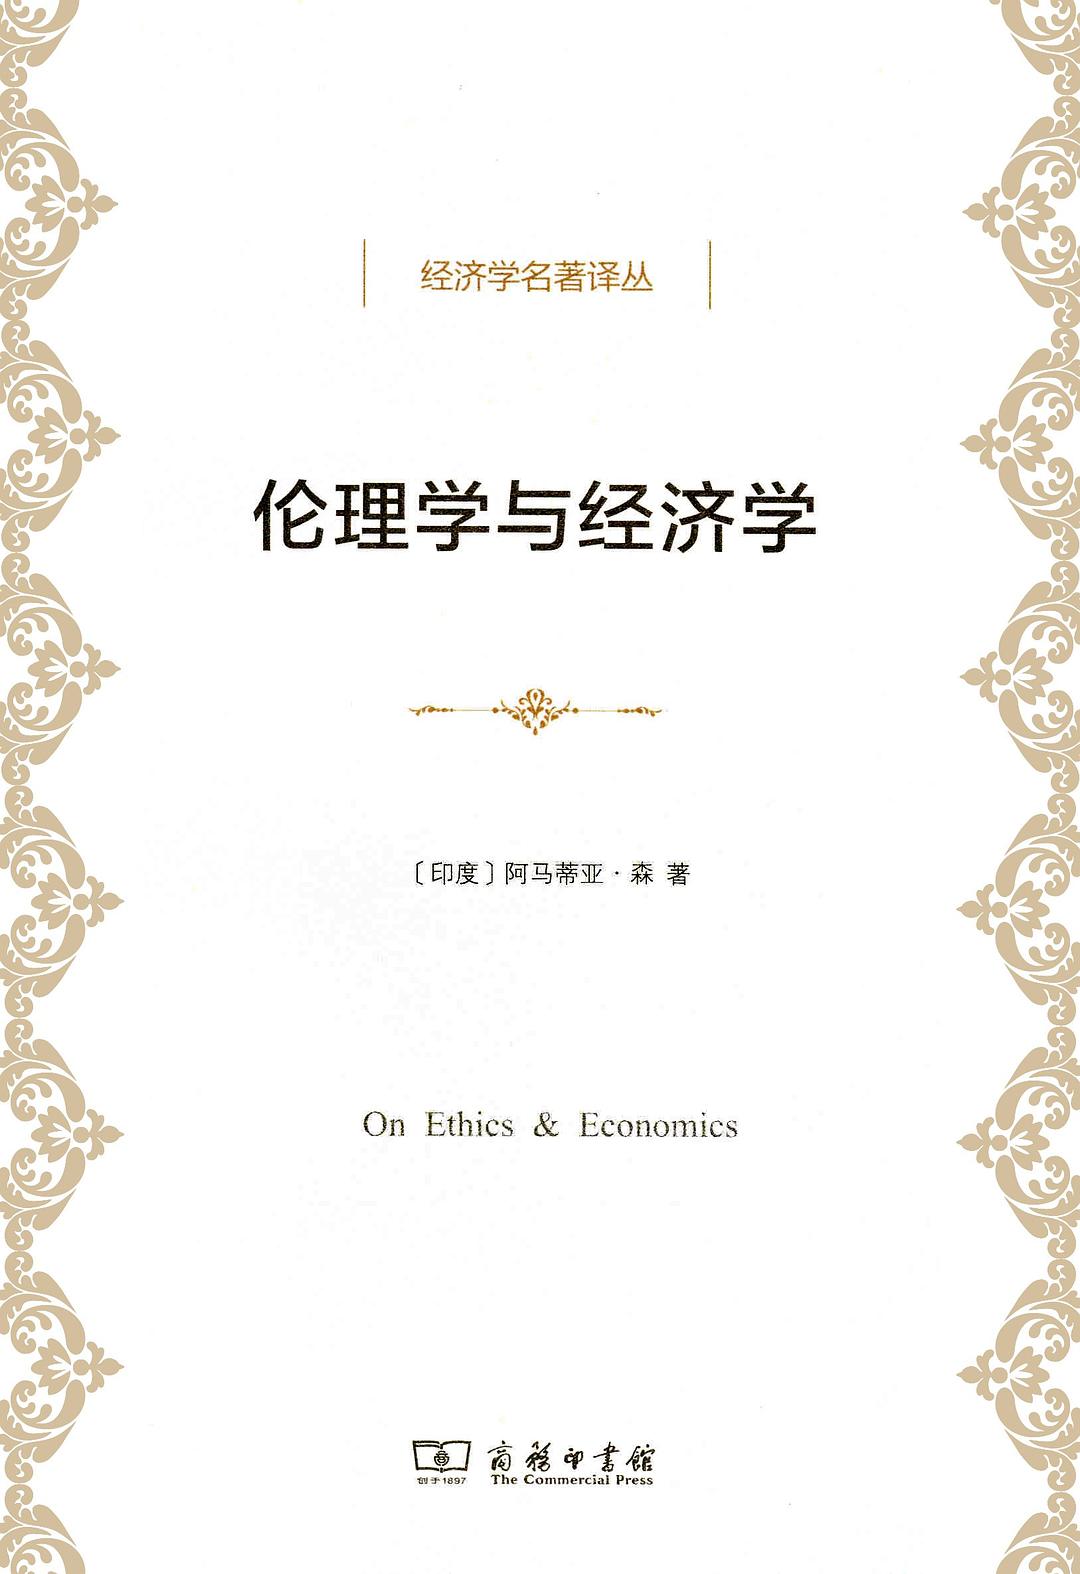 经济学名著译丛
伦理学与经济学
〔印度〕阿马蒂亚·森 著
On Ethics & Economics
创于1897
商務印書館
The Commercial Press